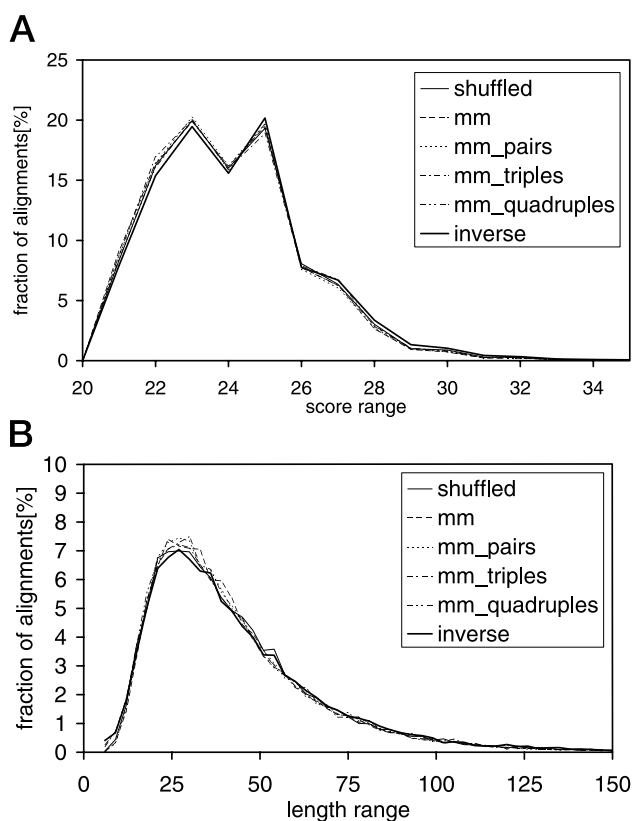 A
fraction of alignments[%]
25
20
15
10
5
0
shuffled
mm
mm_pairs
mm_triples
mm_quadruples
inverse
20 22 24 26 28 30 32 34
score range
B
fraction of alignments[%]
10
9
8
7
6
5
4
3
2
1
0
shuffled
mm
mm_pairs
mm_triples
mm_quadruples
inverse
0 25 50 75 100 125 150
length range